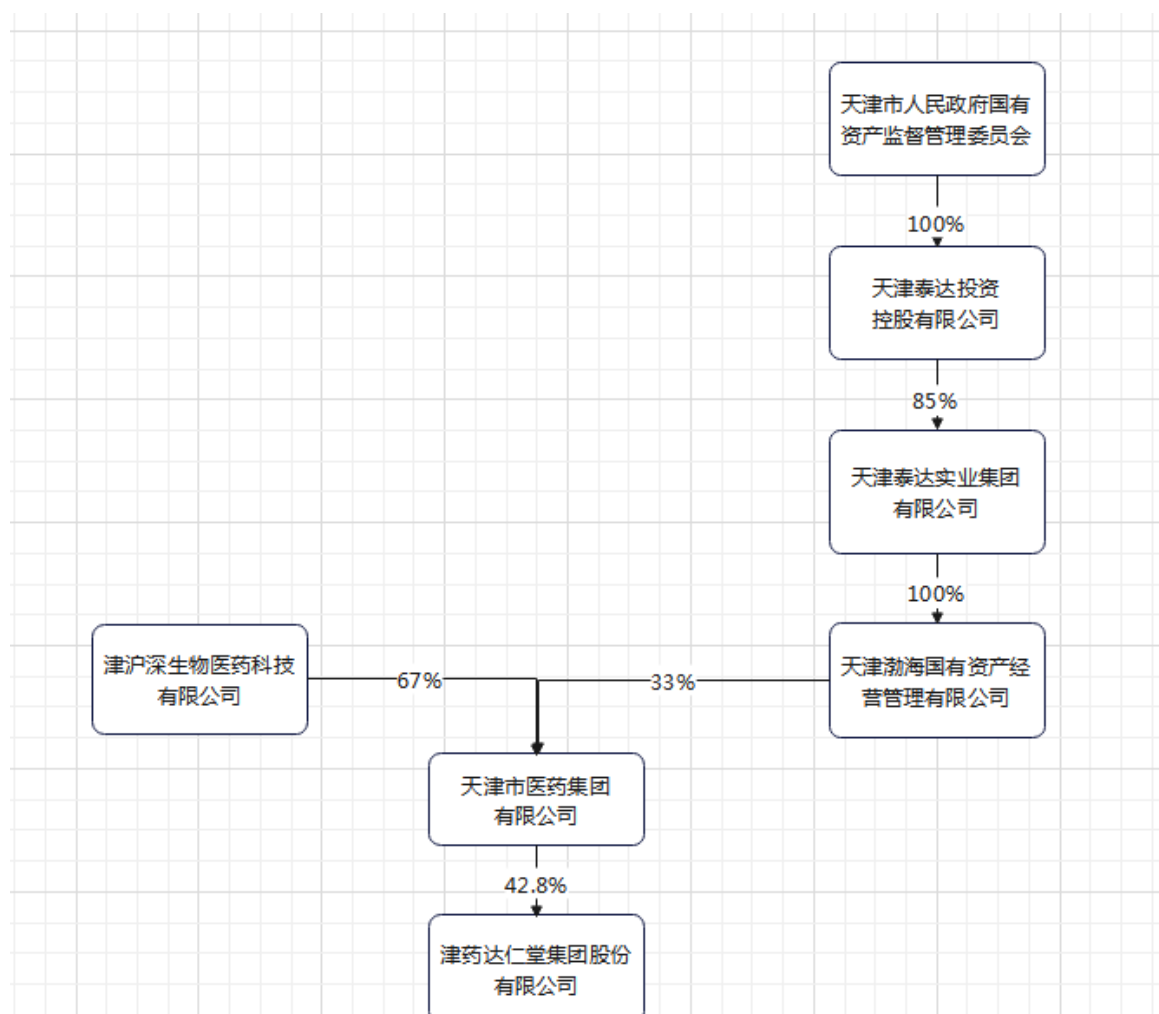 天津市人民政府国有
资产监督管理委员会
100%
天津泰达投资
控股有限公司
85%
天津泰达实业集团
有限公司
100%
津沪深生物医药科技
有限公司
67%
33%
天津渤海国有资产经
营管理有限公司
天津市医药集团
有限公司
42.8%
津药达仁堂集团股份
有限公司